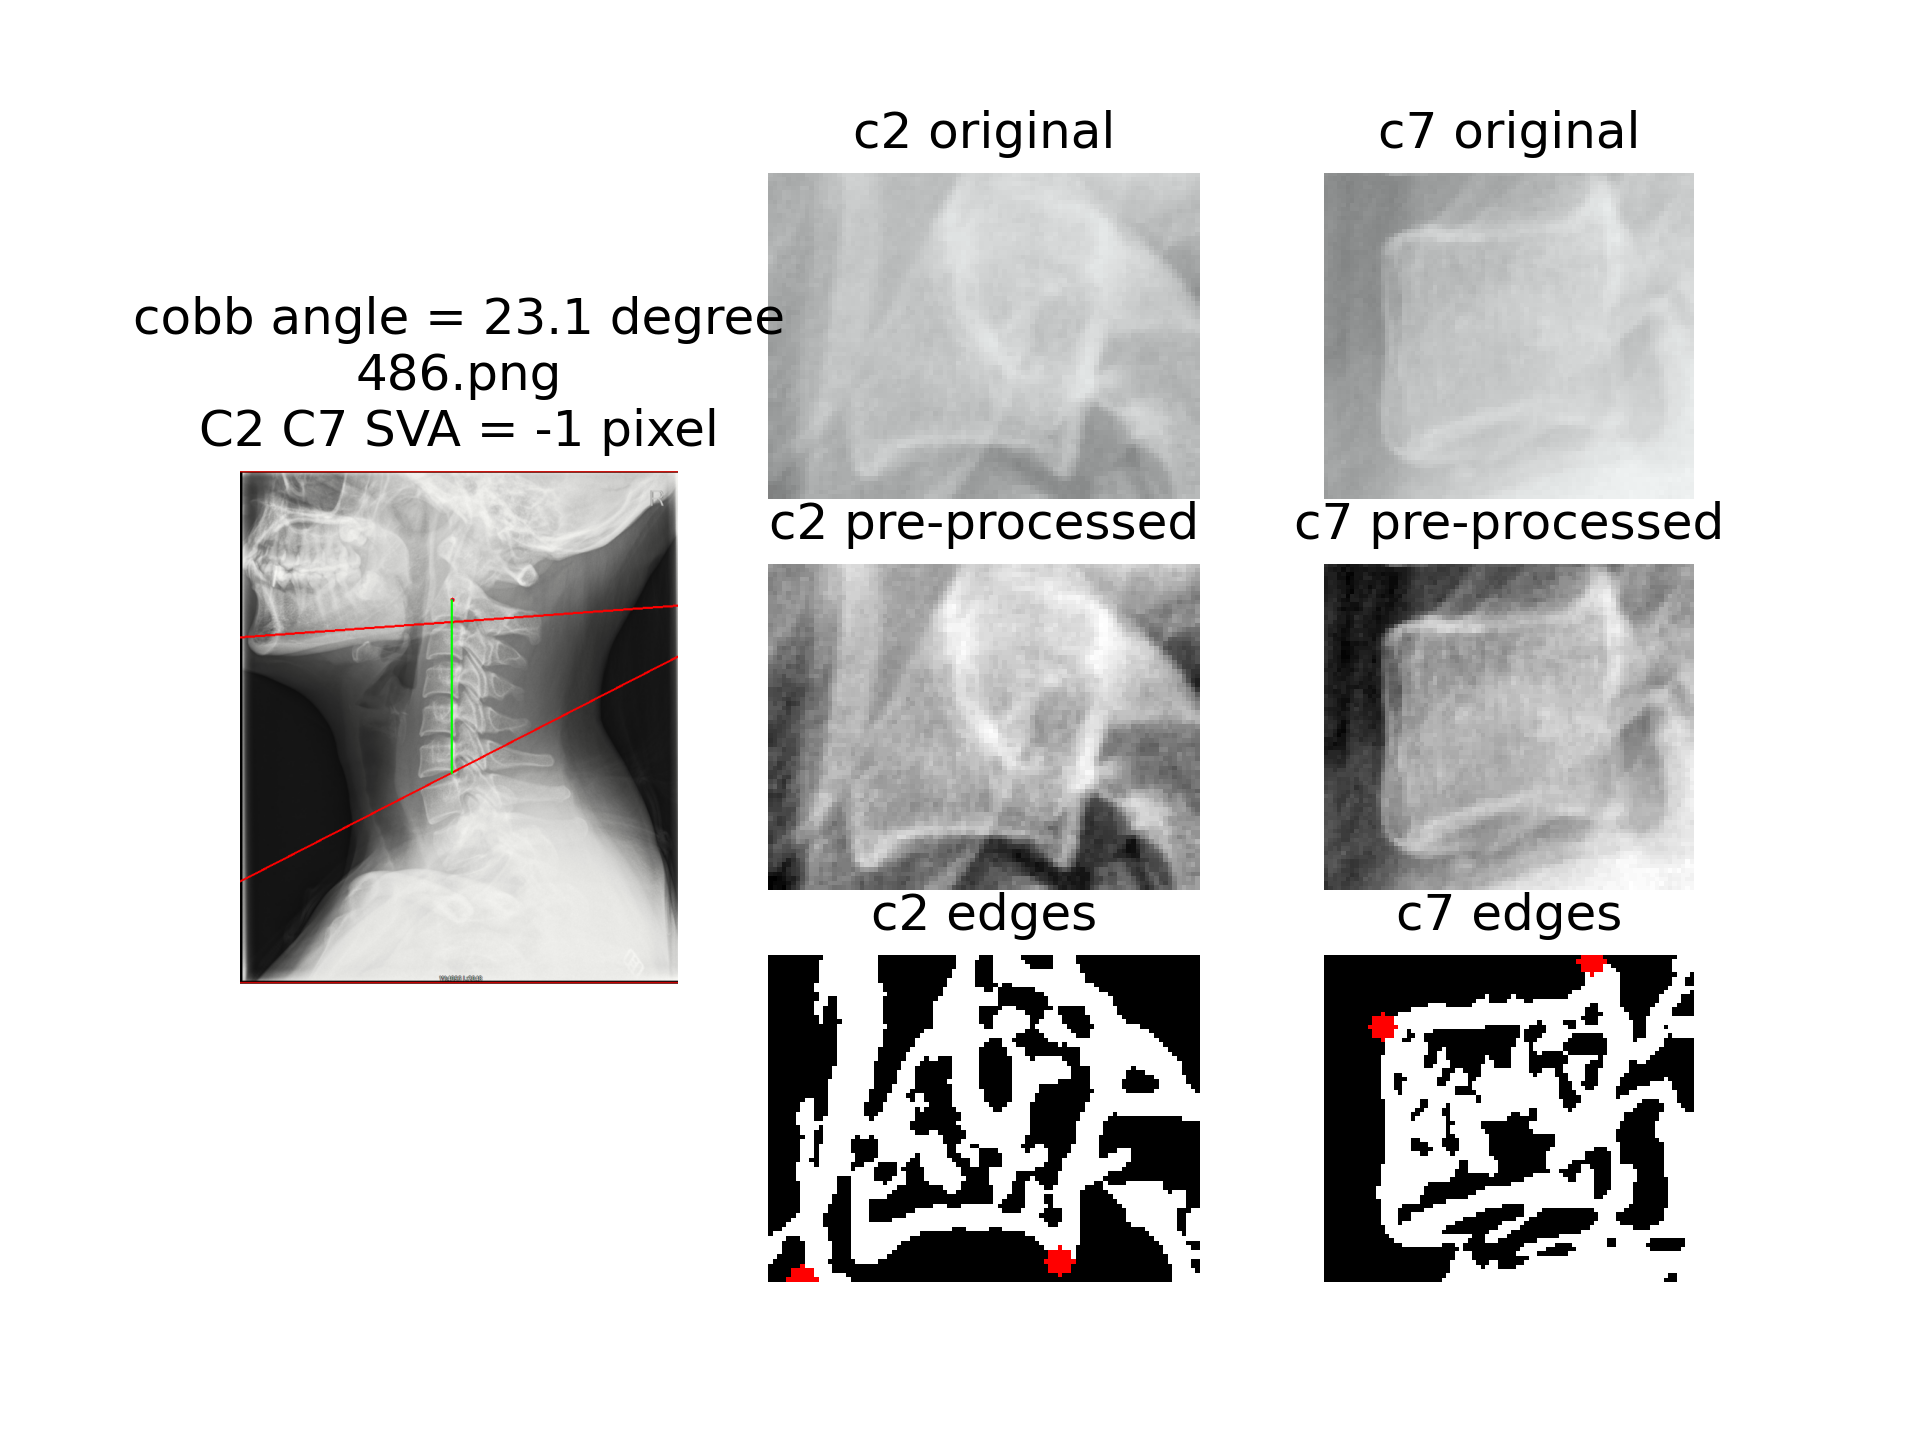 cobb angle = 23.1 degree
486.png
C2 C7 SVA = -1 pixel
R
c2 original
c7 original
c2 pre-processed
c7 pre-processed
c2 edges
c7 edges